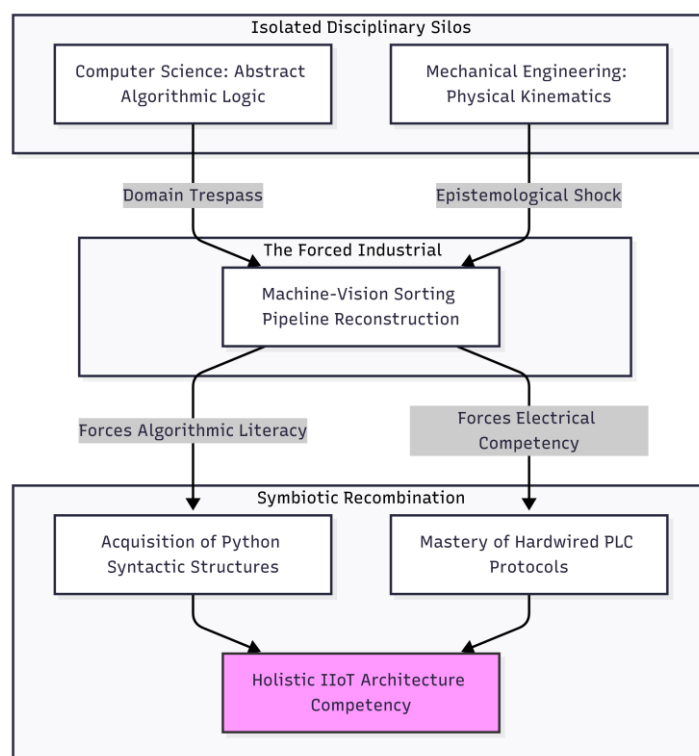 Isolated Disciplinary Silos
Computer Science: Abstract
Algorithmic Logic
Mechanical Engineering:
Physical Kinematics
Domain Trespass
Epistemological Shock
The Forced Industrial
Machine-Vision Sorting
Pipeline Reconstruction
Forces Algorithmic Literacy
Forces Electrical
Competency
Symbiotic Recombination
Acquisition of Python
Syntactic Structures
Mastery of Hardwired PLC
Protocols
Holistic IIoT Architecture
Competency